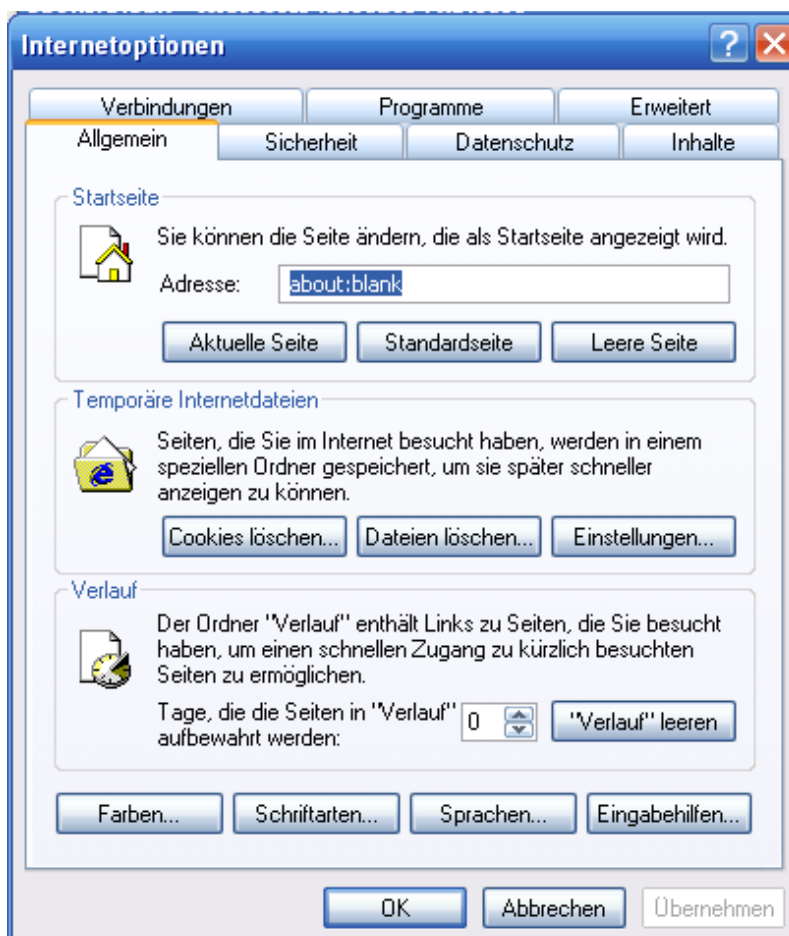 Internetoptionen
Verbindungen Programme Erweitert
Allgemein Sicherheit Datenschutz Inhalte
Startseite
Sie können die Seite ändern, die als Startseite angezeigt wird.
Adresse: about:blank
Aktuelle Seite Standardseite Leere Seite
Temporäre Internetdateien
Seiten, die Sie im Internet besucht haben, werden in einem
speziellen Ordner gespeichert, um sie später schneller
anzeigen zu können.
Cookies löschen... Dateien löschen... Einstellungen...
Verlauf
Der Ordner "Verlauf" enthält Links zu Seiten, die Sie besucht
haben, um einen schnellen Zugang zu kürzlich besuchten
Seiten zu ermöglichen.
Tage, die die Seiten in "Verlauf" 0 "Verlauf" leeren
aufbewahrt werden:
Farben... Schriftarten... Sprachen... Eingabehilfen...
OK Abbrechen Übernehmen